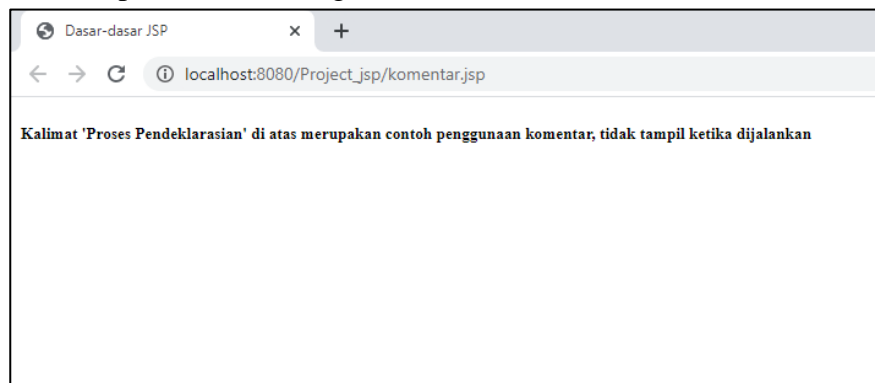 Dasar-dasar JSP
localhost:8080/Project_jsp/komentar.jsp
Kalimat 'Proses Pendeklarasian' di atas merupakan contoh penggunaan komentar, tidak tampil ketika dijalankan